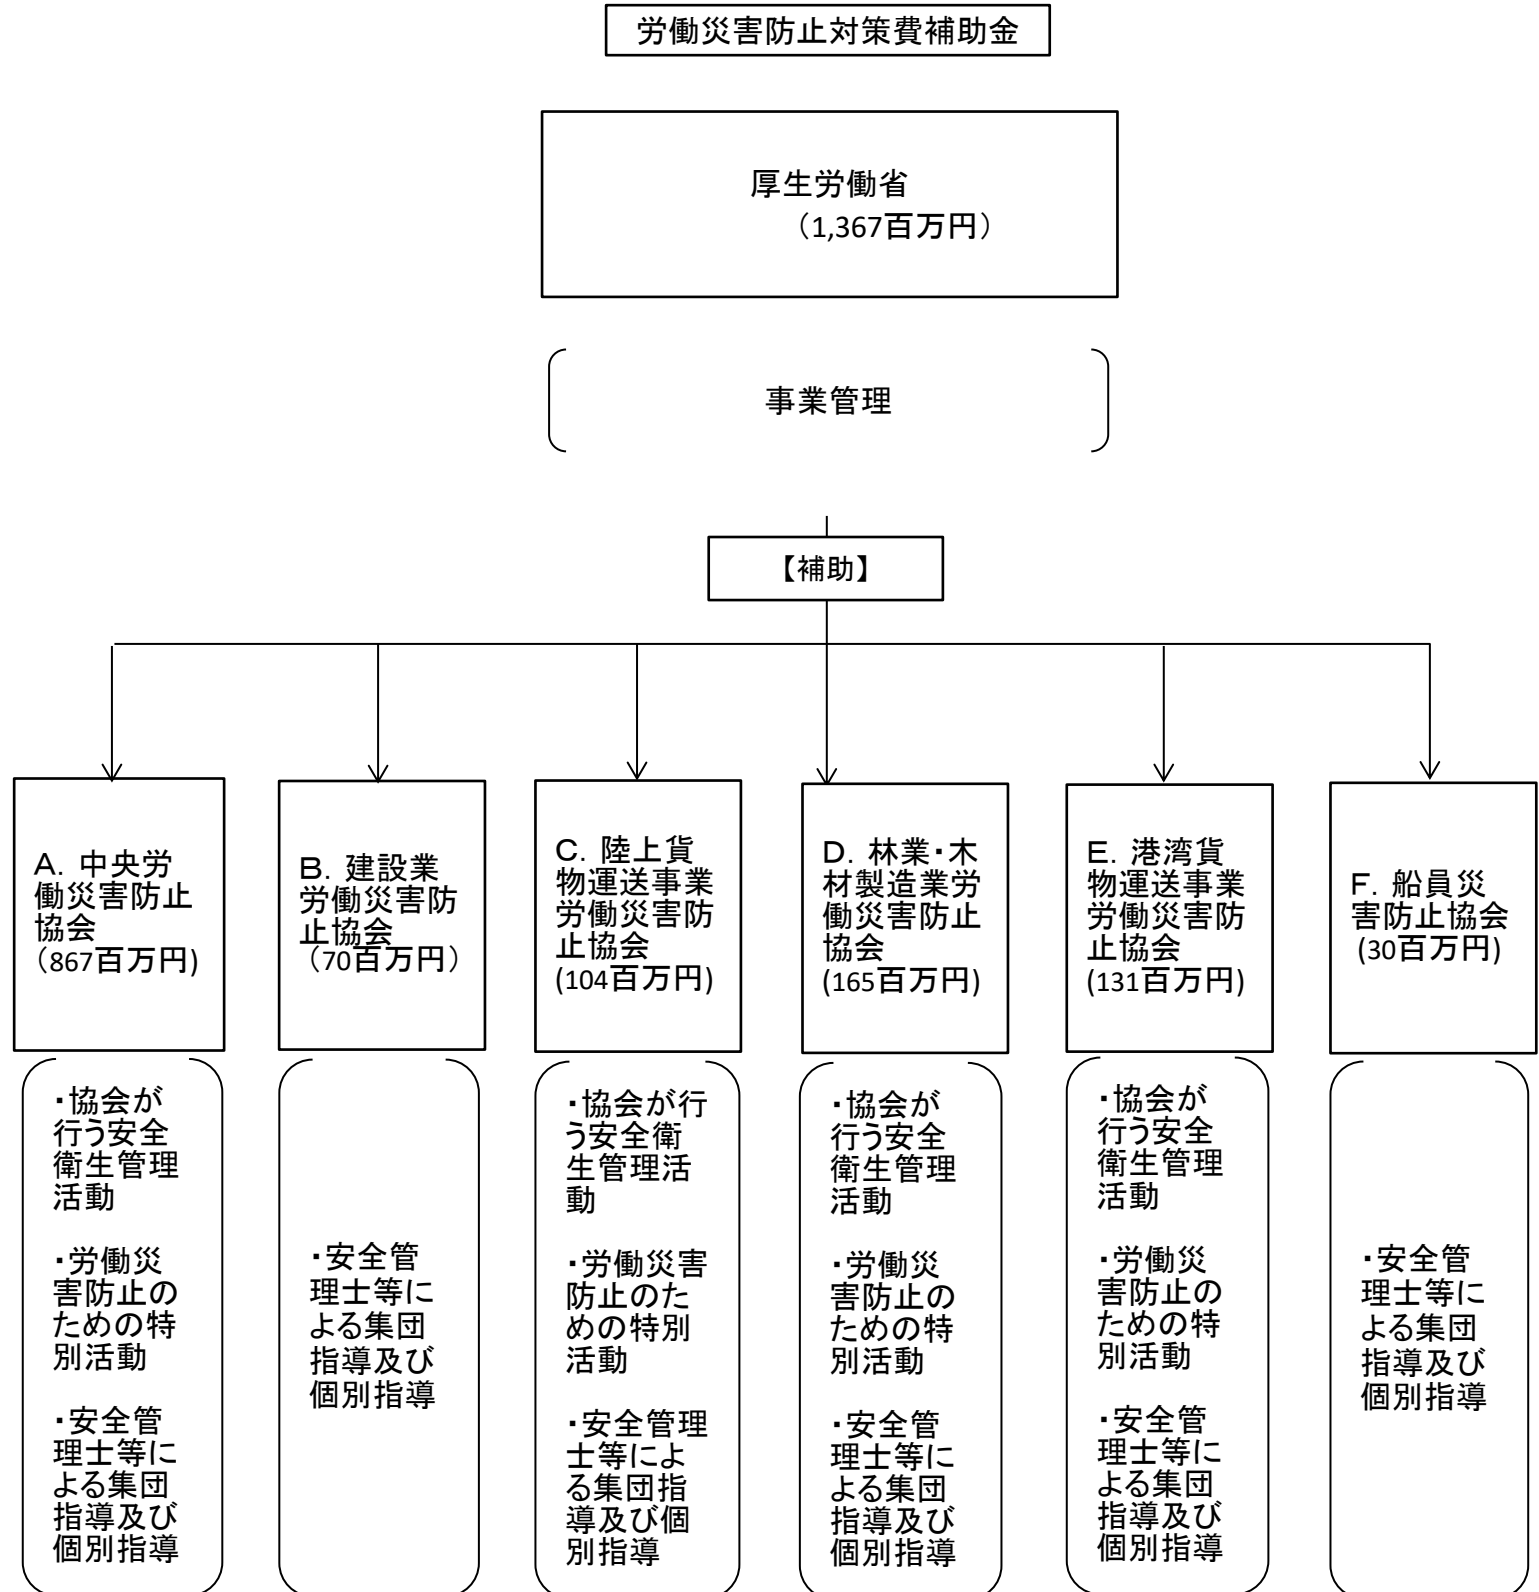 労働災害防止対策費補助金
厚生労働省
（1,367百万円）
事業管理
【補助】
A. 中央労
働災害防止
協会
（867百万円)
B. 建設業
労働災害防
止協会
（70百万円）
C. 陸上貨
物運送事業
労働災害防
止協会
(104百万円)
D. 林業・木
材製造業労
働災害防止
協会
(165百万円)
E. 港湾貨
物運送事業
労働災害防
止協会
(131百万円)
F. 船員災
害防止協会
(30百万円)
・協会が
行う安全
衛生管理
活動
・労働災
害防止の
ための特
別活動
・安全管
理士等に
よる集団
指導及び
個別指導
・安全管
理士等に
よる集団
指導及び
個別指導
・協会が行
う安全衛
生管理活
動
・労働災害
防止のた
めの特別
活動
・安全管理
士等によ
る集団指
導及び個
別指導
・協会が
行う安全
衛生管理
活動
・労働災
害防止の
ための特
別活動
・安全管
理士等に
よる集団
指導及び
個別指導
・協会が
行う安全
衛生管理
活動
・労働災
害防止の
ための特
別活動
・安全管
理士等に
よる集団
指導及び
個別指導
・安全管
理士等に
よる集団
指導及び
個別指導